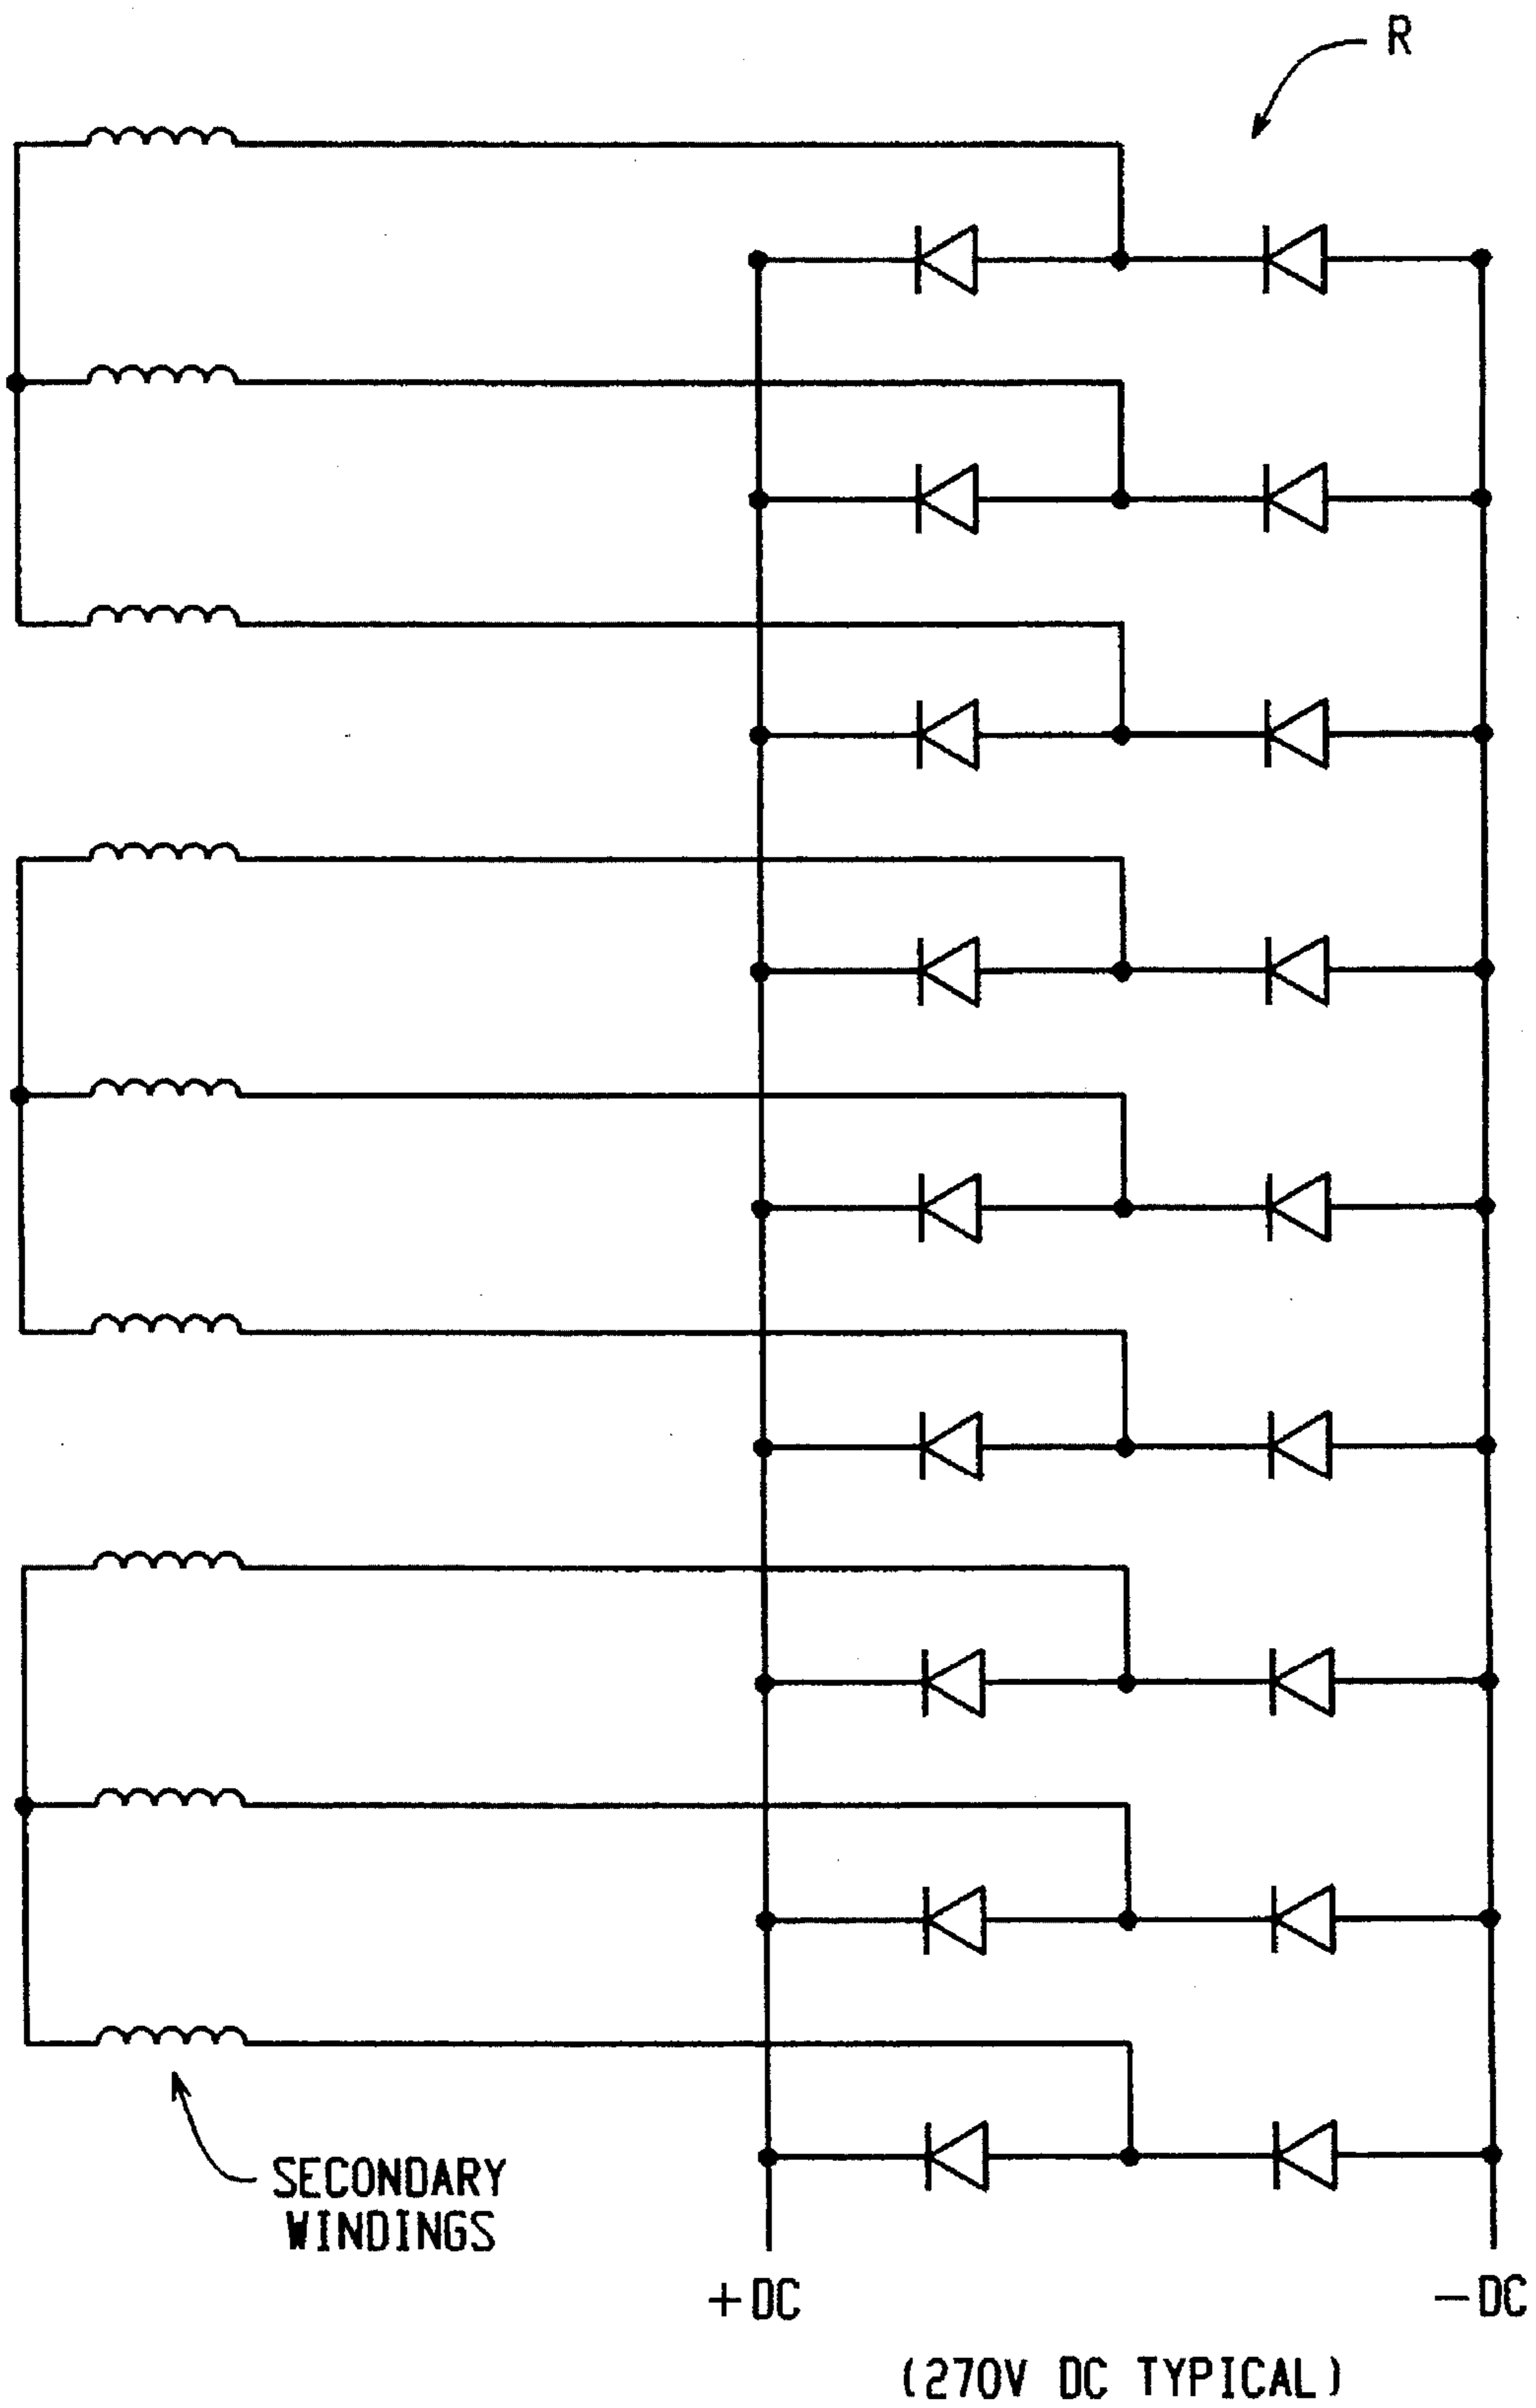 R
SECONDARY
WINDINGS
+DC
-DC
(270V DC TYPICAL)